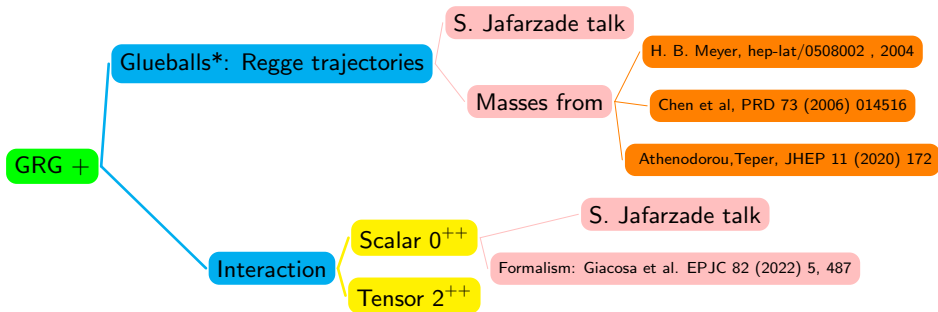 S. Jafarzade talk
Glueballs*: Regge trajectories
H. B. Meyer, hep-lat/0508002 , 2004
Masses from
Chen et al, PRD 73 (2006) 014516
Athenodorou,Teper, JHEP 11 (2020) 172
GRG +
S. Jafarzade talk
Scalar 0⁺⁺
Interaction
Formalism: Giacosa et al. EPJC 82 (2022) 5, 487
Tensor 2⁺⁺